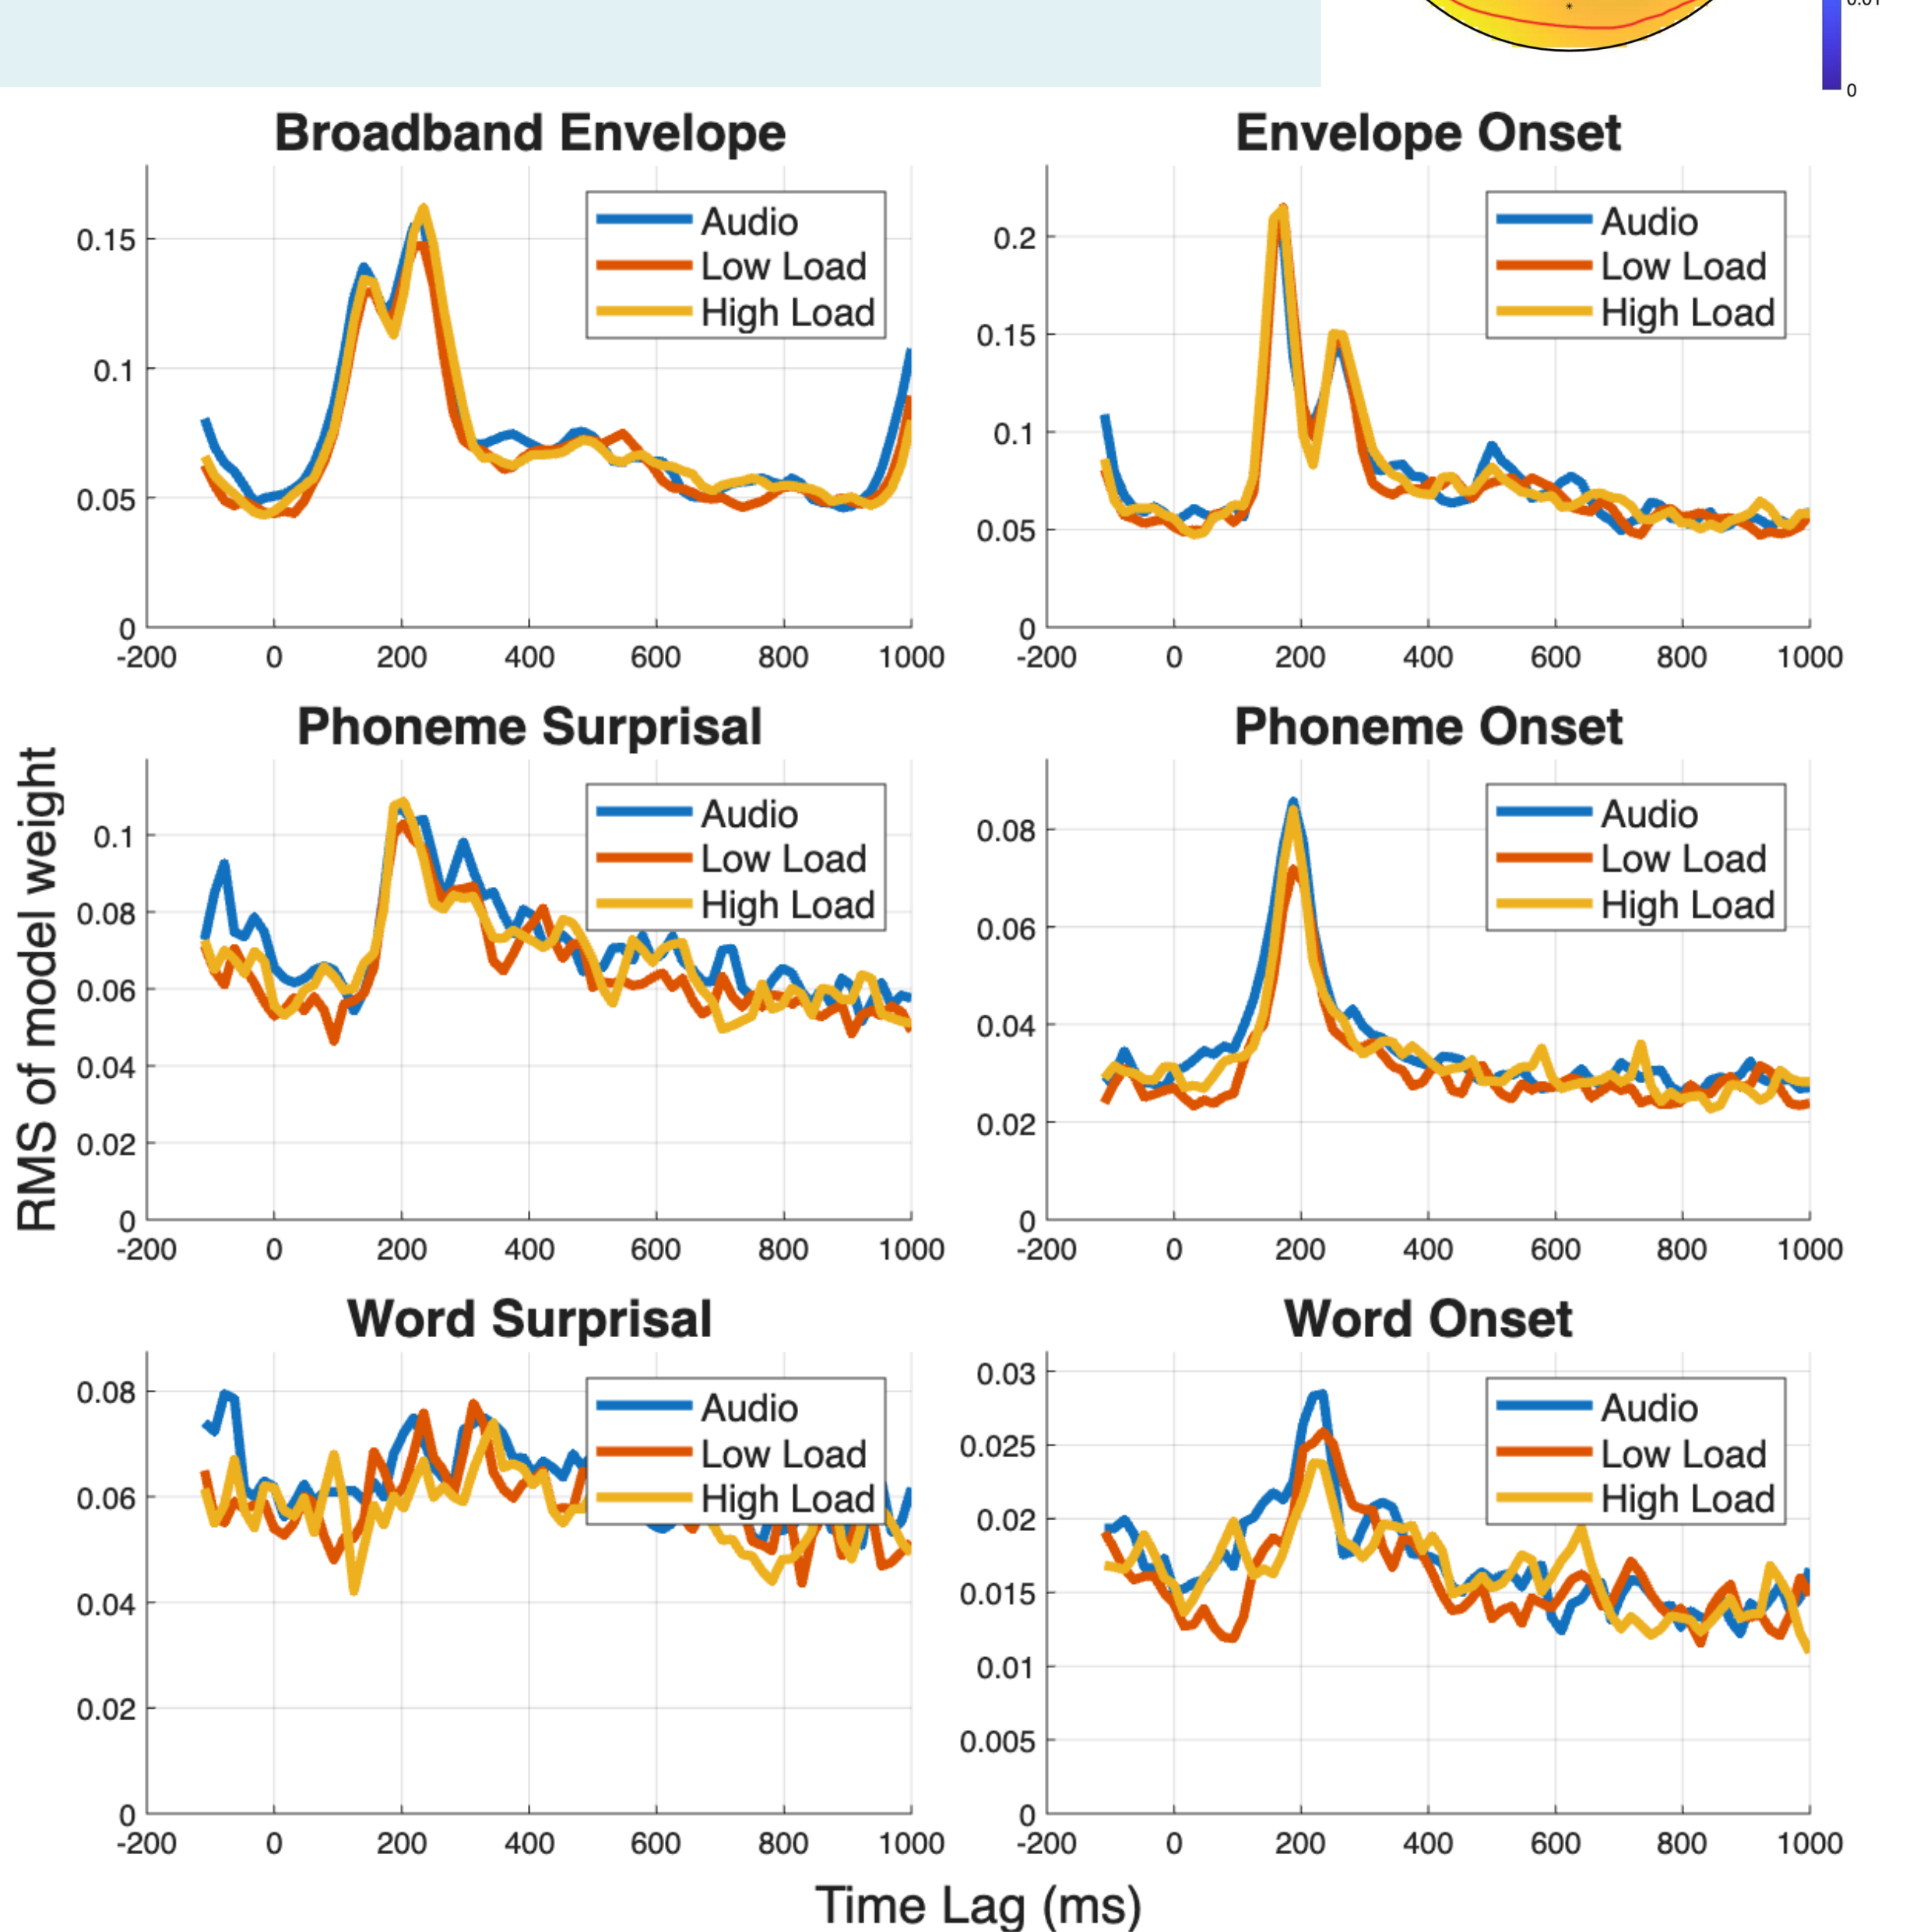 0.01
0
Broadband Envelope
Audio
Low Load
High Load
0.15
0.1
0.05
0
-200 0 200 400 600 800 1000
Envelope Onset
Audio
Low Load
High Load
0.2
0.15
0.1
0.05
0
-200 0 200 400 600 800 1000
RMS of model weight
Phoneme Surprisal
Audio
Low Load
High Load
0.1
0.08
0.06
0.04
0.02
0
-200 0 200 400 600 800 1000
Phoneme Onset
Audio
Low Load
High Load
0.08
0.06
0.04
0.02
0
-200 0 200 400 600 800 1000
Word Surprisal
Audio
Low Load
High Load
0.08
0.06
0.04
0.02
0
-200 0 200 400 600 800 1000
Word Onset
Audio
Low Load
High Load
0.03
0.025
0.02
0.015
0.01
0.005
0
-200 0 200 400 600 800 1000
Time Lag (ms)